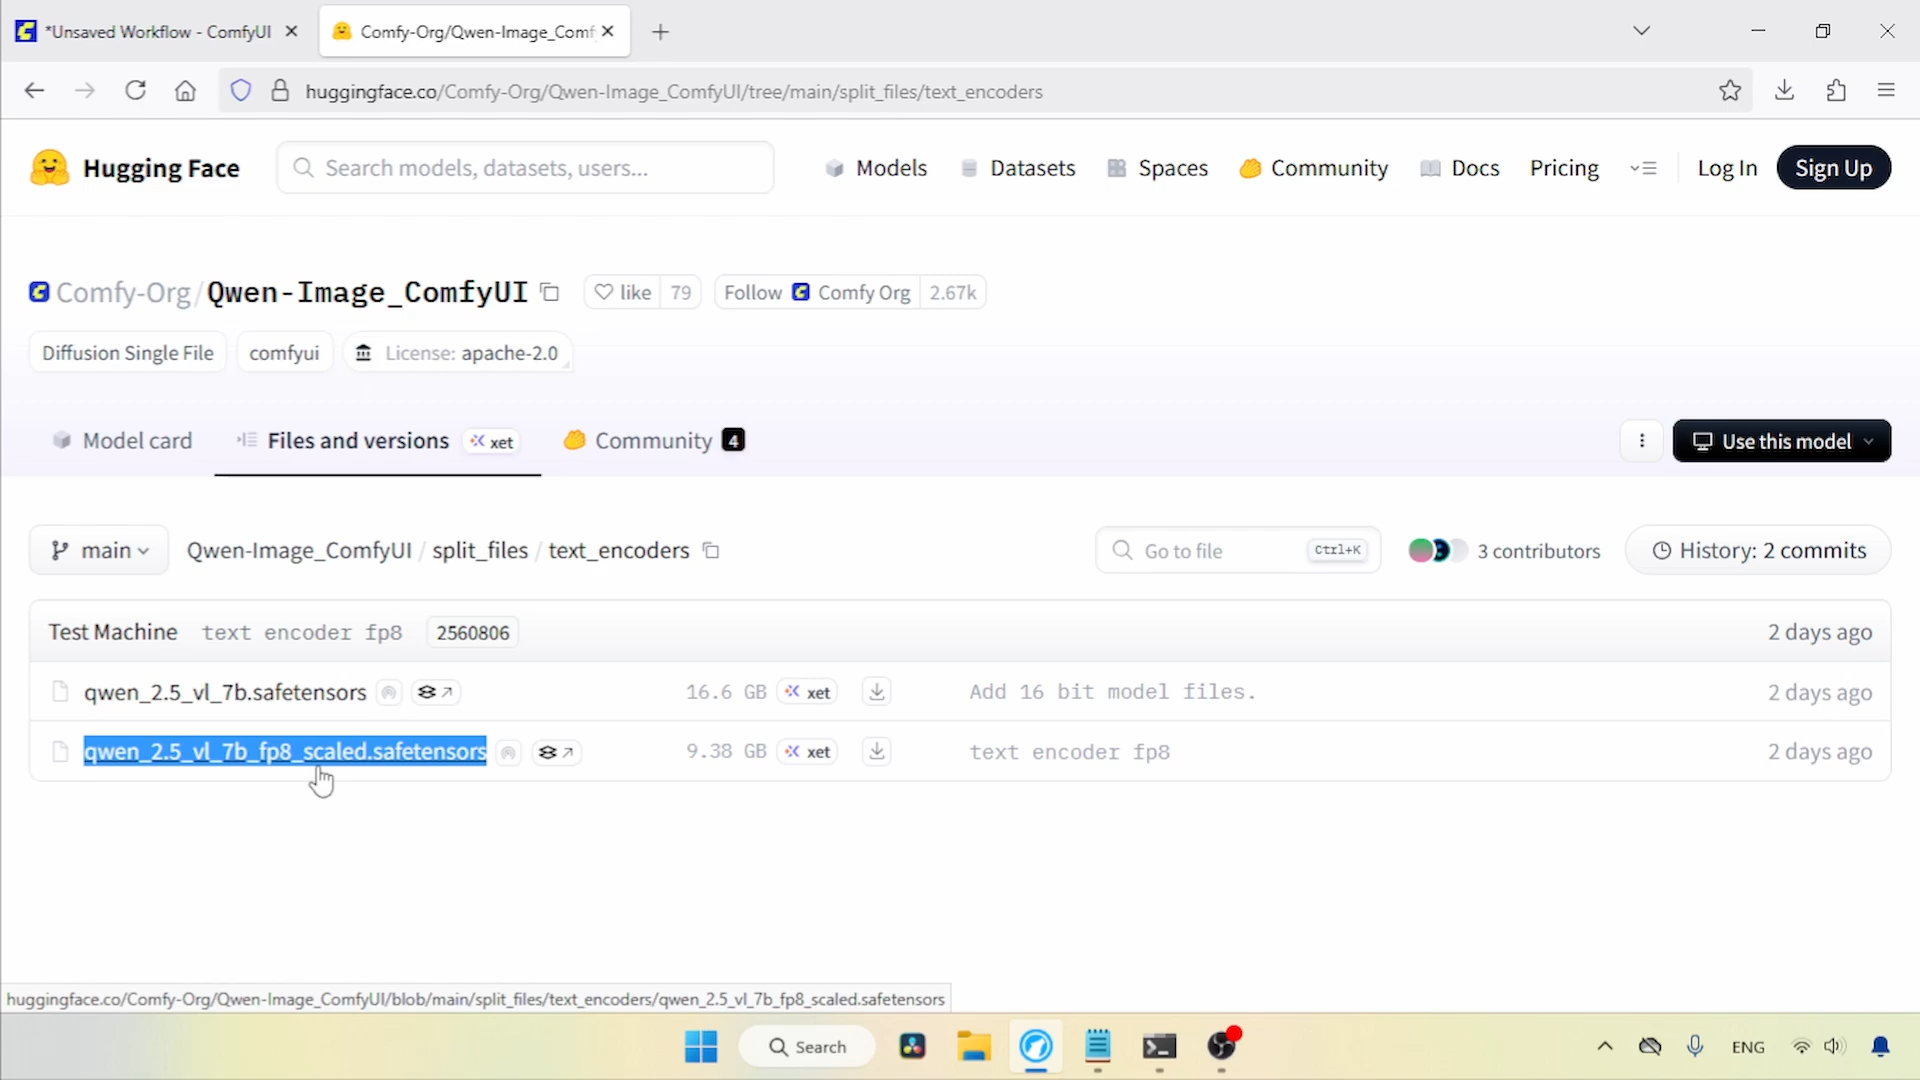 *Unsaved Workflow - ComfyUI
Comfy-Org/Qwen-Image_Comf
huggingface.co/Comfy-Org/Qwen-Image_ComfyUI/tree/main/split_files/text_encoders
Hugging Face
Search models, datasets, users...
Models
Datasets
Spaces
Community
Docs
Pricing
Log In
Sign Up
Comfy-Org/Qwen-Image_ComfyUI
like 79
Follow Comfy Org 2.67k
Diffusion Single File
comfyui
License: apache-2.0
Model card
Files and versions
xet
Community 4
Use this model
main
Qwen-Image_ComfyUI / split_files / text_encoders
Go to file Ctrl+K
3 contributors
History: 2 commits
Test Machine text encoder fp8 2560806 2 days ago
qwen_2.5_vl_7b.safetensors 16.6 GB xet Add 16 bit model files. 2 days ago
qwen_2.5_vl_7b_fp8_scaled.safetensors 9.38 GB xet text encoder fp8 2 days ago
huggingface.co/Comfy-Org/Qwen-Image_ComfyUI/blob/main/split_files/text_encoders/qwen_2.5_vl_7b_fp8_scaled.safetensors
Search
ENG